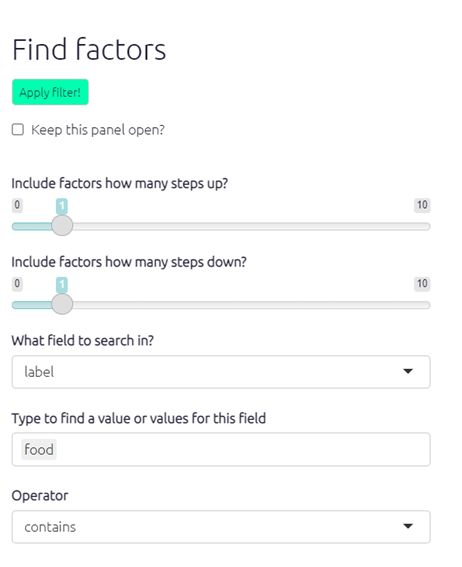 Find factors
Apply filter!
Keep this panel open?
Include factors how many steps up?
0 1 10
Include factors how many steps down?
0 1 10
What field to search in?
label
Type to find a value or values for this field
food
Operator
contains